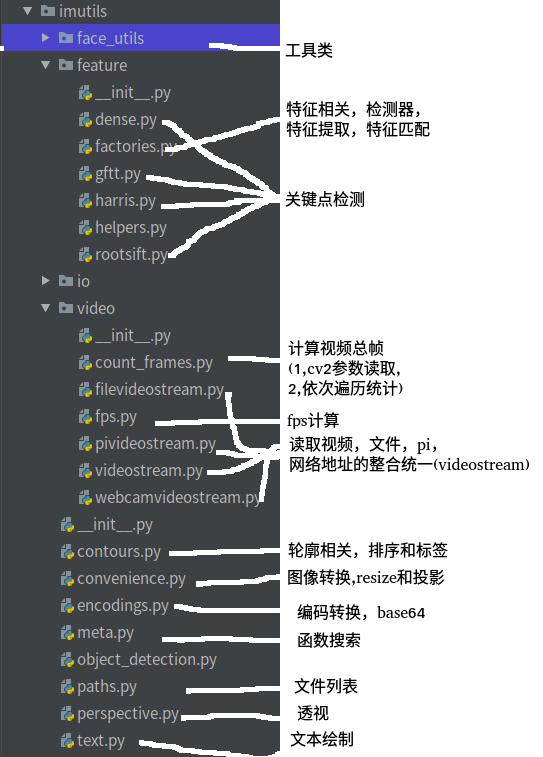 imutils
face_utils
工具类
feature
__init__.py
dense.py
特征相关，检测器，
特征提取，特征匹配
factories.py
gftt.py
harris.py
关键点检测
helpers.py
rootsift.py
io
video
__init__.py
count_frames.py
计算视频总帧
(1,cv2参数读取,
2,依次遍历统计)
filevideostream.py
fps.py
fps计算
pivideostream.py
读取视频，文件，pi，
网络地址的整合统一(videostream)
videostream.py
webcamvideostream.py
__init__.py
contours.py
轮廓相关，排序和标签
convenience.py
图像转换,resize和投影
encodings.py
编码转换，base64
meta.py
函数搜索
object_detection.py
paths.py
文件列表
perspective.py
透视
text.py
文本绘制